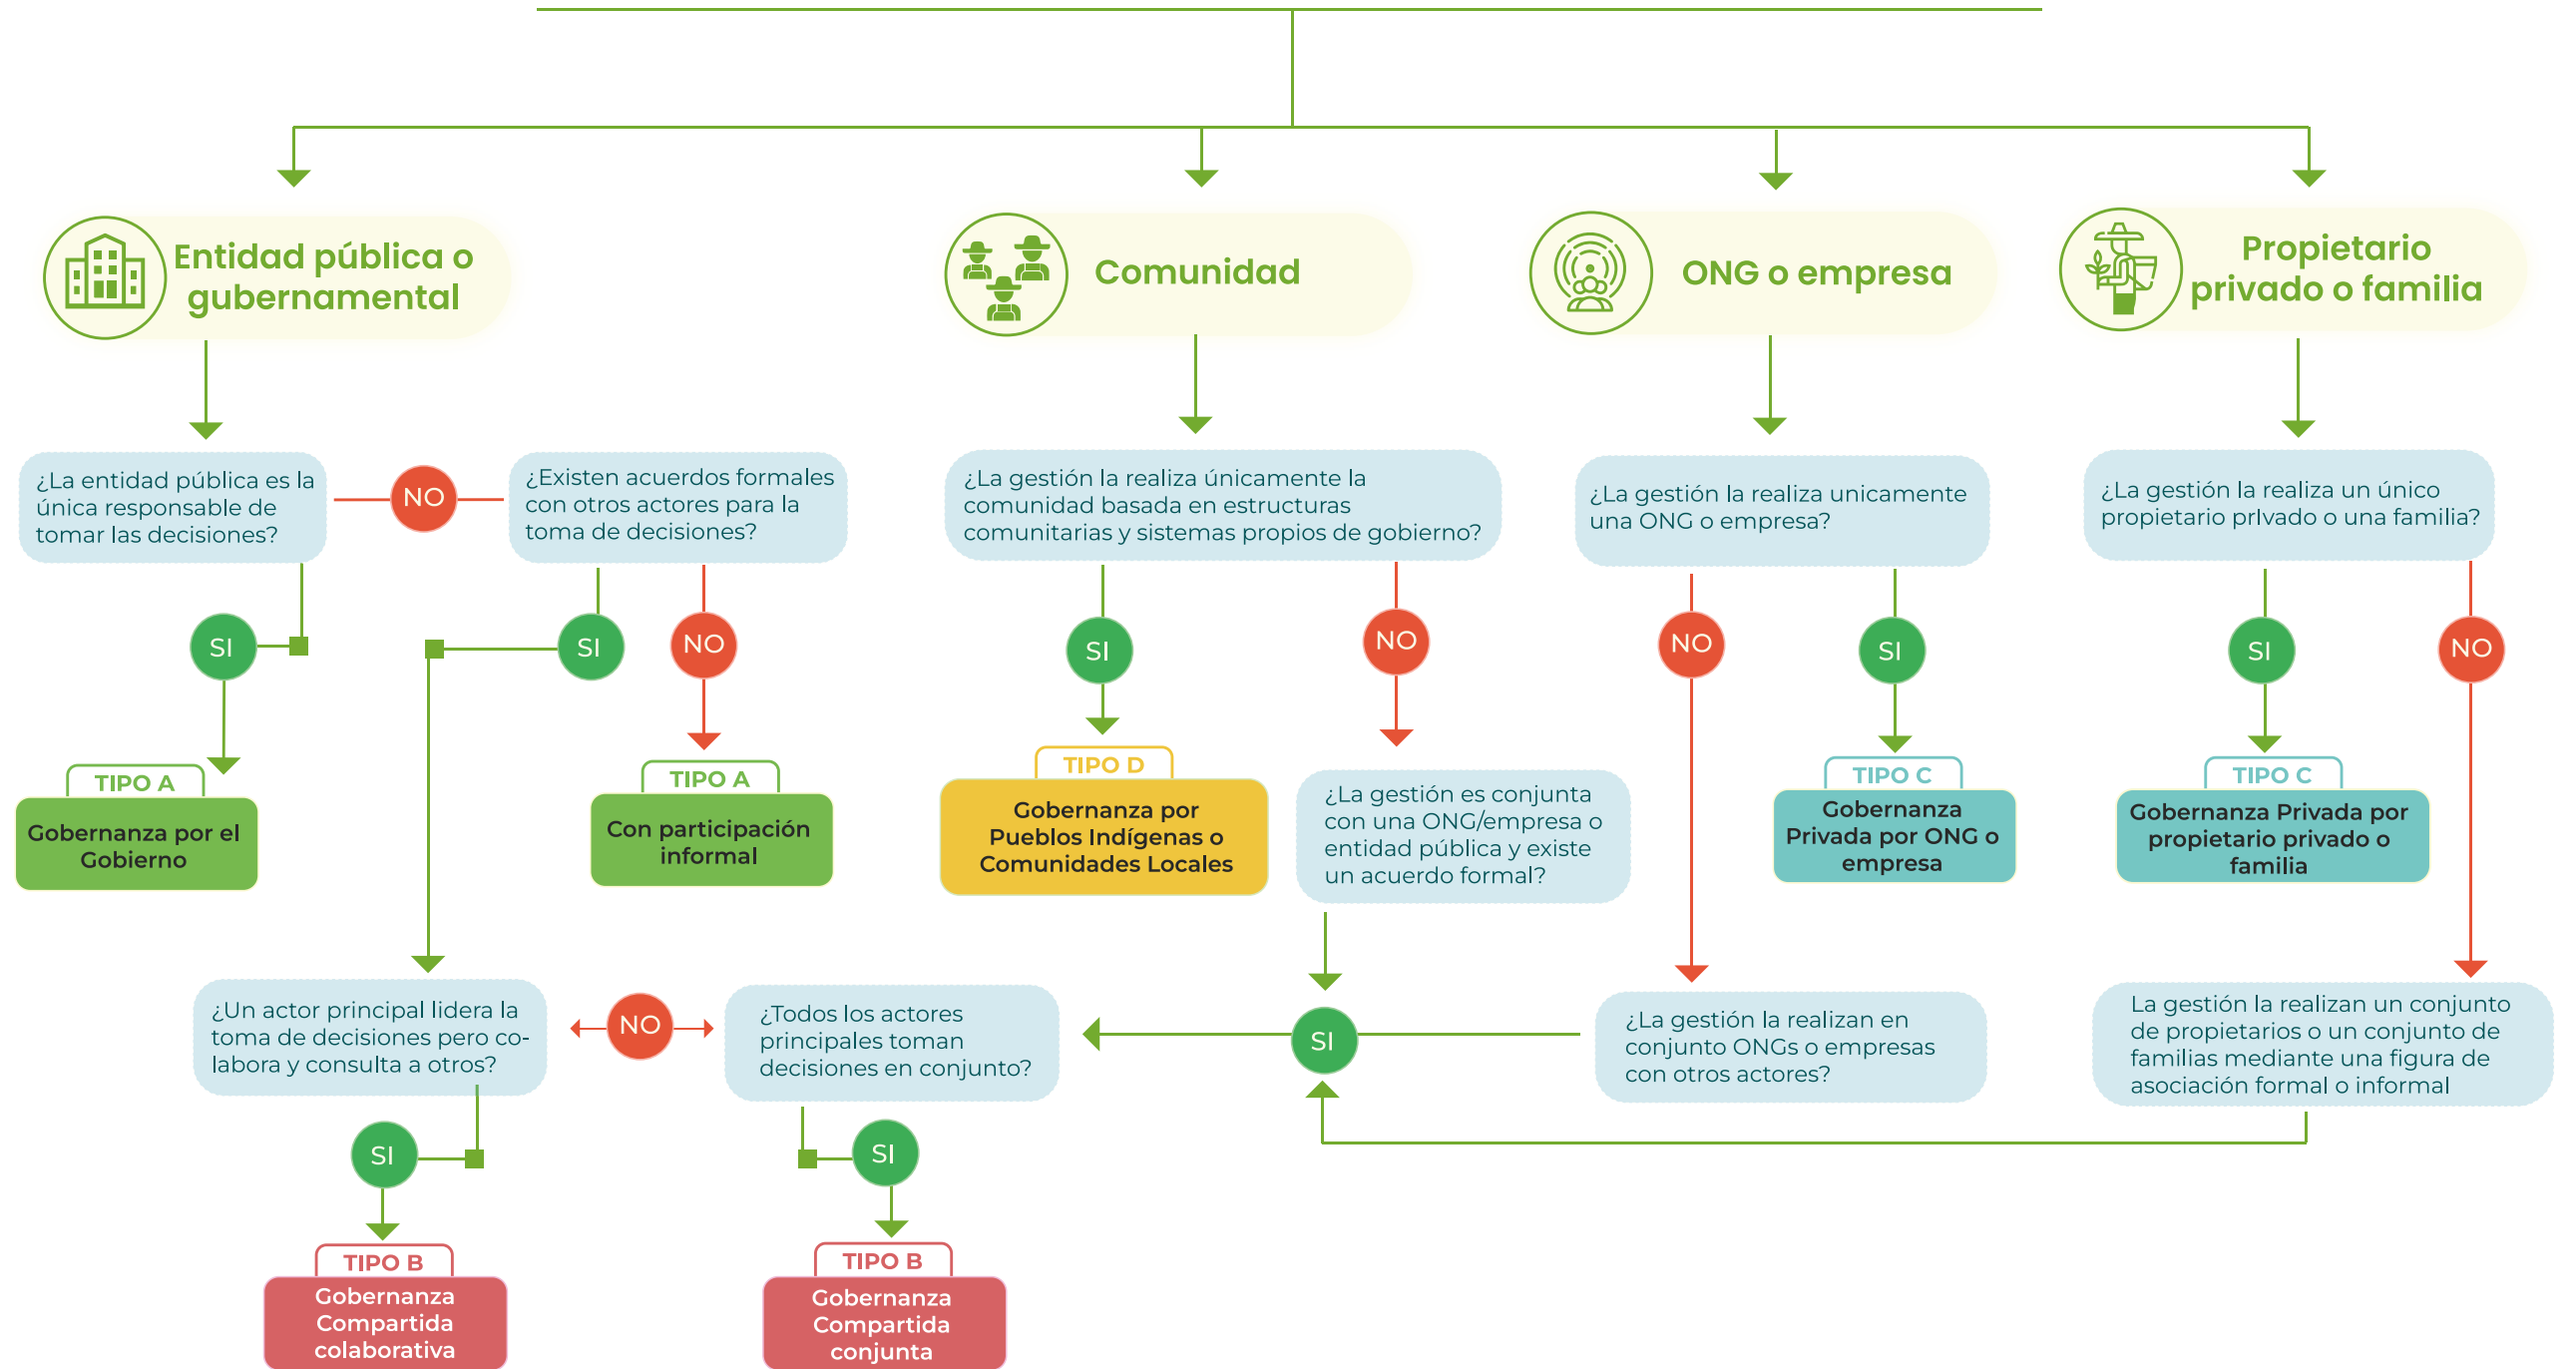 Entidad pública o
gubernamental
Comunidad
ONG o empresa
Propietario
privado o familia
¿La entidad pública es la
única responsable de
tomar las decisiones?
NO
¿Existen acuerdos formales
con otros actores para la
toma de decisiones?
¿La gestión la realiza únicamente la
comunidad basada en estructuras
comunitarias y sistemas propios de gobierno?
¿La gestión la realiza unicamente
una ONG o empresa?
¿La gestión la realiza un único
propietario prIvado o una familia?
SI
SI
NO
SI
NO
NO
SI
SI
NO
TIPO A
Gobernanza por el
Gobierno
TIPO A
Con participación
informal
TIPO D
Gobernanza por
Pueblos Indígenas o
Comunidades Locales
¿La gestión es conjunta
con una ONG/empresa o
entidad pública y existe
un acuerdo formal?
TIPO C
Gobernanza
Privada por ONG o
empresa
TIPO C
Gobernanza Privada por
propietario privado o
familia
¿Un actor principal lidera la
toma de decisiones pero co-
labora y consulta a otros?
NO
¿Todos los actores
principales toman
decisiones en conjunto?
SI
¿La gestión la realizan en
conjunto ONGs o empresas
con otros actores?
La gestión la realizan un conjunto
de propietarios o un conjunto de
familias mediante una figura de
asociación formal o informal
SI
SI
TIPO B
Gobernanza
Compartida
colaborativa
TIPO B
Gobernanza
Compartida
conjunta